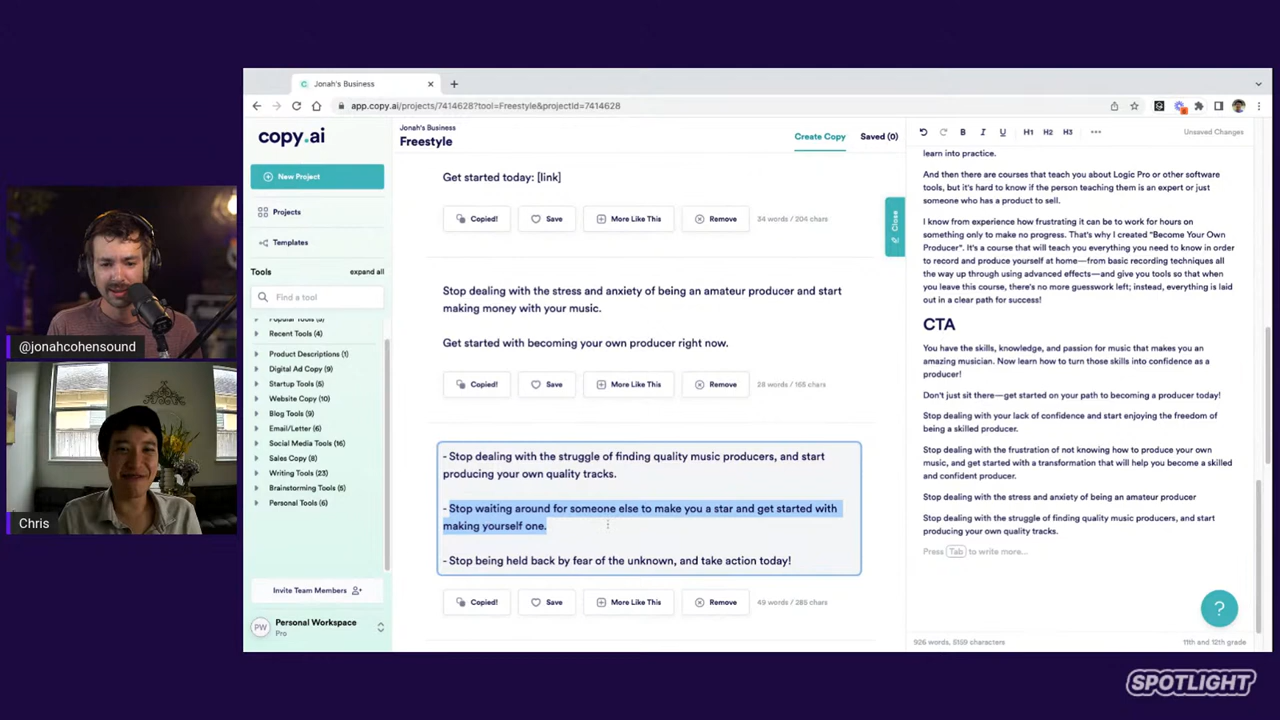 Jonah's Business
app.copy.ai/projects/7414628?tool=Freestyle&projectId=7414628
copy.ai
New Project
Projects
Templates
Tools
expand all
Find a tool
Recent Tools (4)
Product Descriptions (1)
Digital Ad Copy (9)
Startup Tools (5)
Website Copy (10)
Blog Tools (9)
Email/Letter (6)
Social Media Tools (16)
Sales Copy (8)
Writing Tools (23)
Brainstorming Tools (5)
Personal Tools (6)
Invite Team Members
PW
Personal Workspace
Pro
Jonah's Business
Freestyle
Create Copy
Saved (0)
Get started today: [link]
Copied!
Save
More Like This
Remove
34 words / 204 chars
Stop dealing with the stress and anxiety of being an amateur producer and start
making money with your music.
Get started with becoming your own producer right now.
Copied!
Save
More Like This
Remove
28 words / 165 chars
- Stop dealing with the struggle of finding quality music producers, and start
producing your own quality tracks.
- Stop waiting around for someone else to make you a star and get started with
making yourself one.
- Stop being held back by fear of the unknown, and take action today!
Copied!
Save
More Like This
Remove
49 words / 285 chars
Close
B
I
U
H1
H2
H3
Unsaved Changes
learn into practice.
And then there are courses that teach you about Logic Pro or other software
tools, but it's hard to know if the person teaching them is an expert or just
someone who has a product to sell.
I know from experience how frustrating it can be to work for hours on
something only to make no progress. That's why I created "Become Your Own
Producer". It's a course that will teach you everything you need to know in order
to record and produce yourself at home—from basic recording techniques all
the way up through using advanced effects—and give you tools so that when
you leave this course, there's no more guesswork left; instead, everything is laid
out in a clear path for success!
CTA
You have the skills, knowledge, and passion for music that makes you an
amazing musician. Now learn how to turn those skills into confidence as a
producer!
Don't just sit there—get started on your path to becoming a producer today!
Stop dealing with your lack of confidence and start enjoying the freedom of
being a skilled producer.
Stop dealing with the frustration of not knowing how to produce your own
music, and get started with a transformation that will help you become a skilled
and confident producer.
Stop dealing with the stress and anxiety of being an amateur producer
Stop dealing with the struggle of finding quality music producers, and start
producing your own quality tracks.
Press Tab to write more...
?
926 words, 5159 characters
11th and 12th grade
@jonahcohensound
Chris
SPOTLIGHT